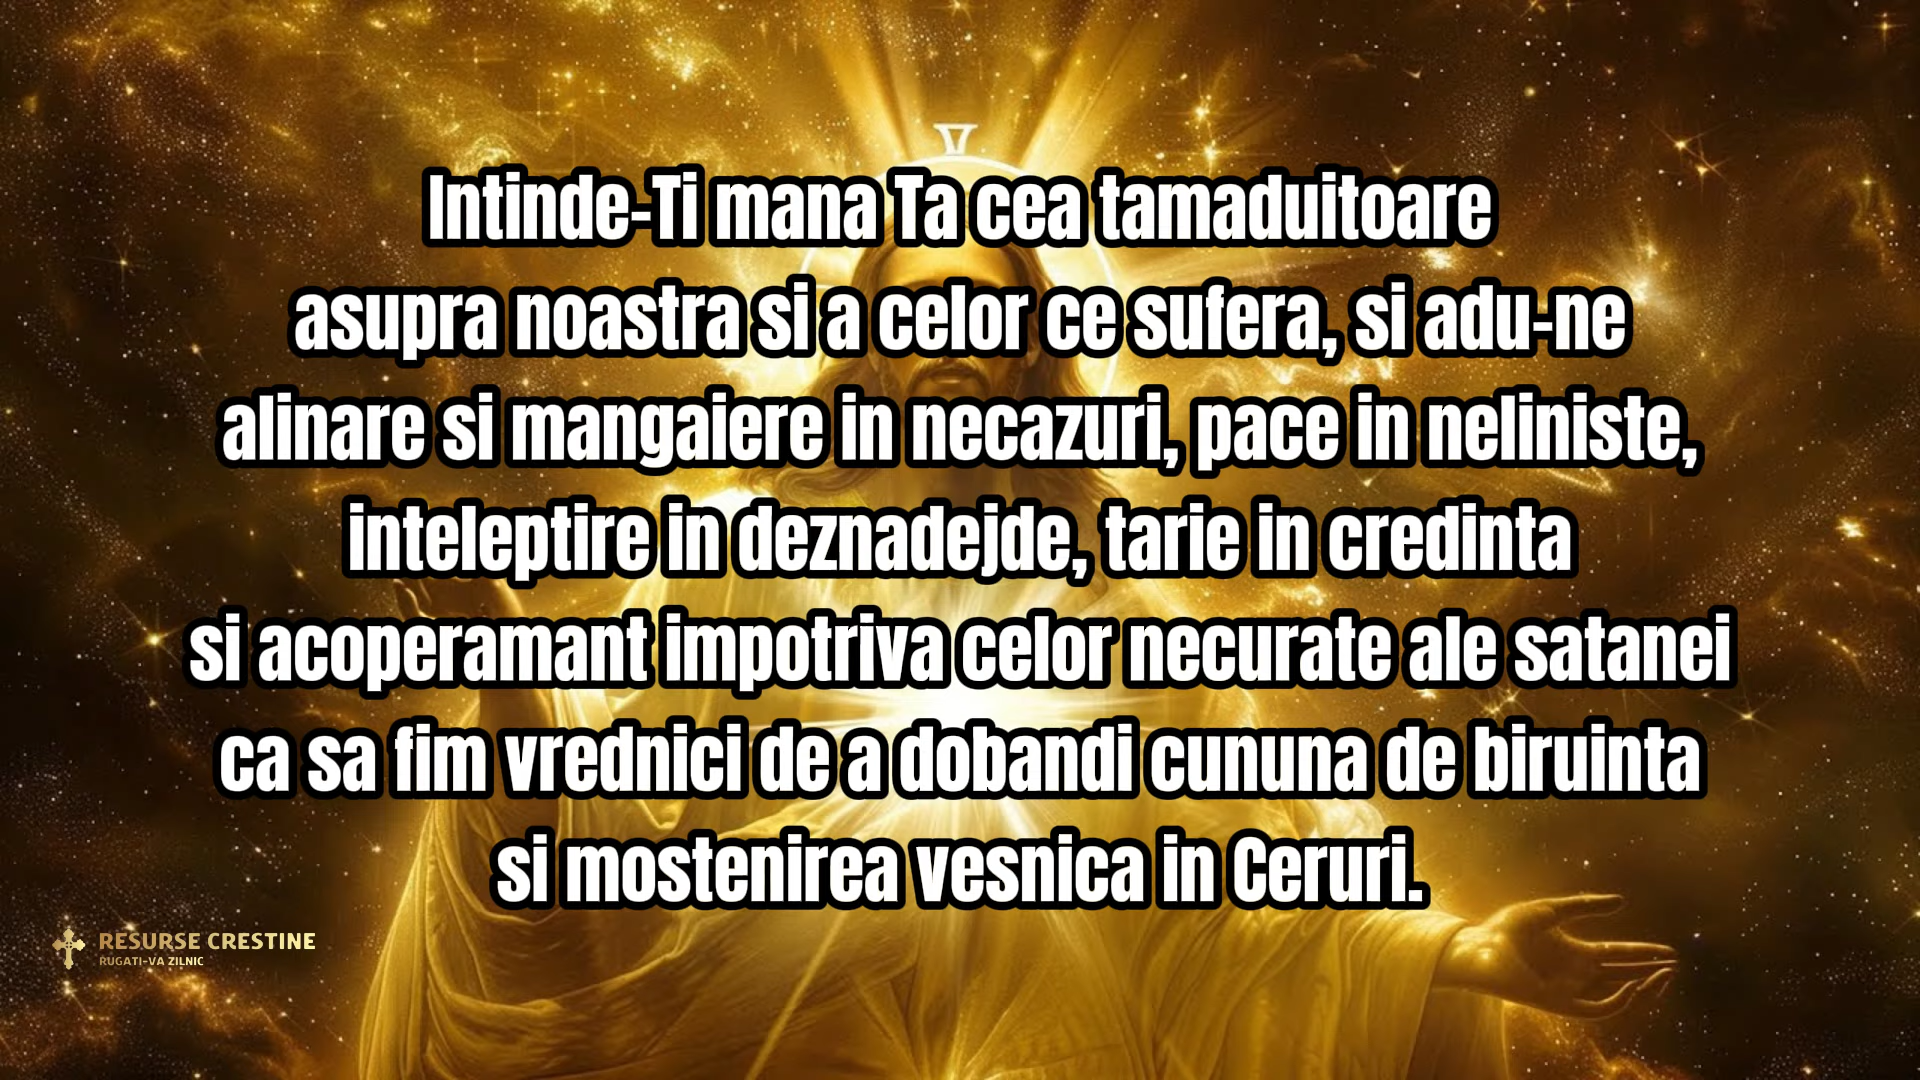 Intinde-Ti mana Ta cea tamaduitoare
asupra noastra si a celor ce sufera, si adu-ne
alinare si mangaiere in necazuri, pace in neliniste,
inteleptire in deznadejde, tarie in credinta
si acoperamant impotriva celor necurate ale satanei
ca sa fim vrednici de a dobandi cununa de biruinta
si mostenirea vesnica in Ceruri.
RESURSE CRESTINE
RUGATI-VA ZILNIC